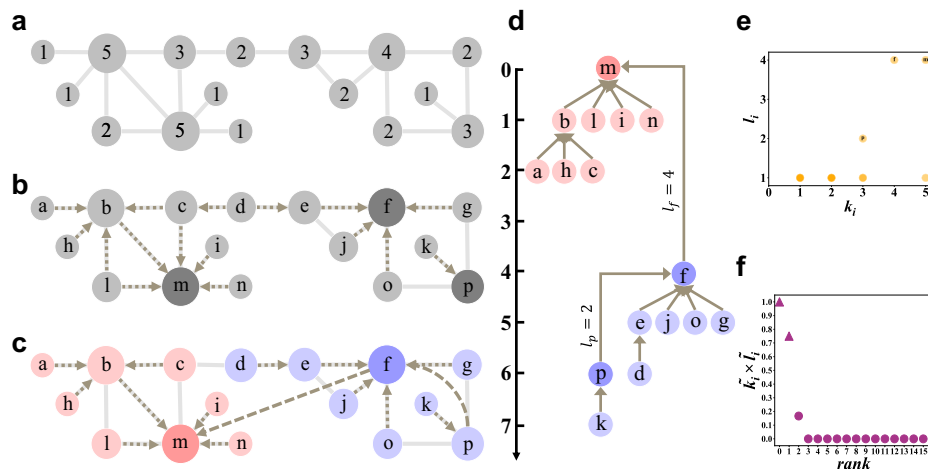 a
1 5 3 2 3 4 2
1 1 2 1
2 5 1 2 3
b
a b c d e f g
h i j k
l m n o p
c
a b c d e f g
h i j k
l m n o p
d
0 m
1 b l i n
2 a h c
3
l_f = 4
4 f
5 e j o g
l_p = 2
6 p d
7 k
e
l_i
4 f m
3
2 p
1
1 2 3 4 5
k_i
f
k̃_i × l̃_i
1.0
0.9
0.8
0.7
0.6
0.5
0.4
0.3
0.2
0.1
0.0
0 1 2 3 4 5 6 7 8 9 10 11 12 13 14 15
rank